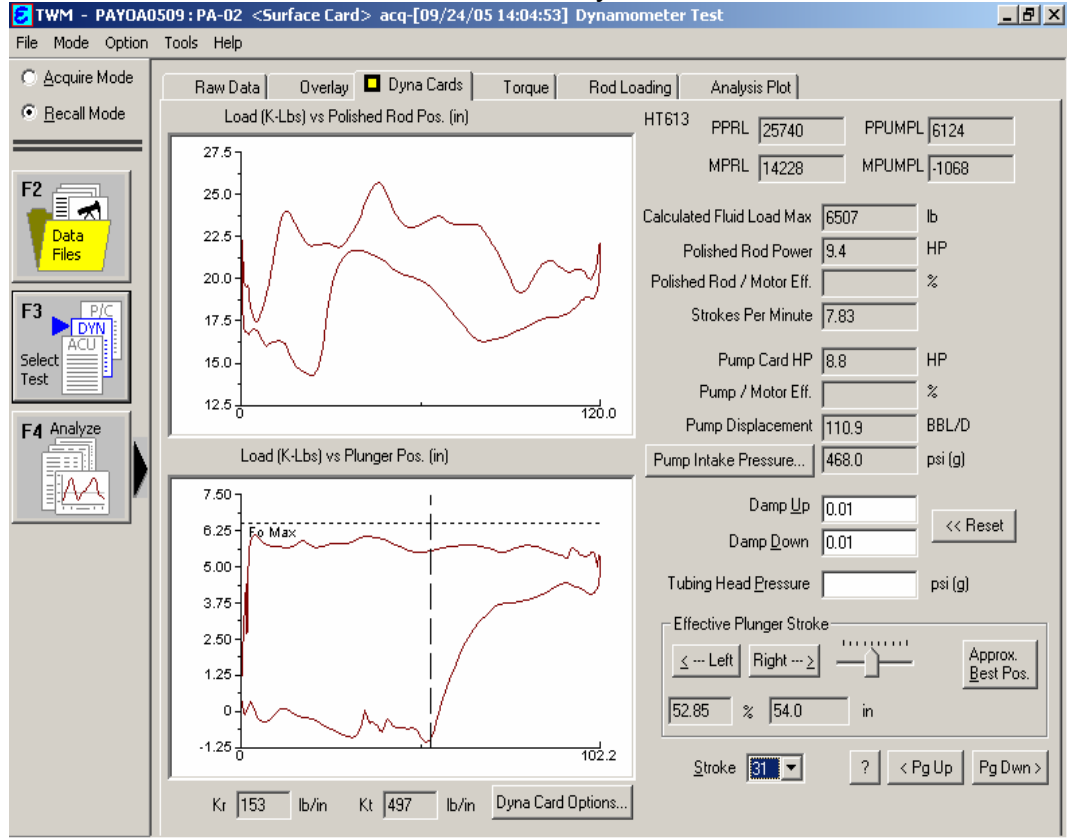 TWM - PAYOA0509 : PA-02 <Surface Card> acq-[09/24/05 14:04:53] Dynamometer Test
File Mode Option Tools Help
Acquire Mode
Recall Mode
F2
Data
Files
F3
P/C
DYN
ACU
Select
Test
F4 Analyze
Raw Data Overlay Dyna Cards Torque Rod Loading Analysis Plot
Load (K-Lbs) vs Polished Rod Pos. (in)
27.5
25.0
22.5
20.0
17.5
15.0
12.5
0 120.0
Load (K-Lbs) vs Plunger Pos. (in)
7.50
6.25 Fo Max
5.00
3.75
2.50
1.25
0
-1.25
0 102.2
Kr 153 lb/in Kt 497 lb/in Dyna Card Options...
HT613 PPRL 25740 PPUMPL 6124
MPRL 14228 MPUMPL -1068
Calculated Fluid Load Max 6507 lb
Polished Rod Power 9.4 HP
Polished Rod / Motor Eff. %
Strokes Per Minute 7.83
Pump Card HP 8.8 HP
Pump / Motor Eff. %
Pump Displacement 110.9 BBL/D
Pump Intake Pressure... 468.0 psi (g)
Damp Up 0.01
<< Reset
Damp Down 0.01
Tubing Head Pressure psi (g)
Effective Plunger Stroke
< --- Left Right --- > Approx.
Best Pos.
52.85 % 54.0 in
Stroke 31 ? < Pg Up Pg Dwn >